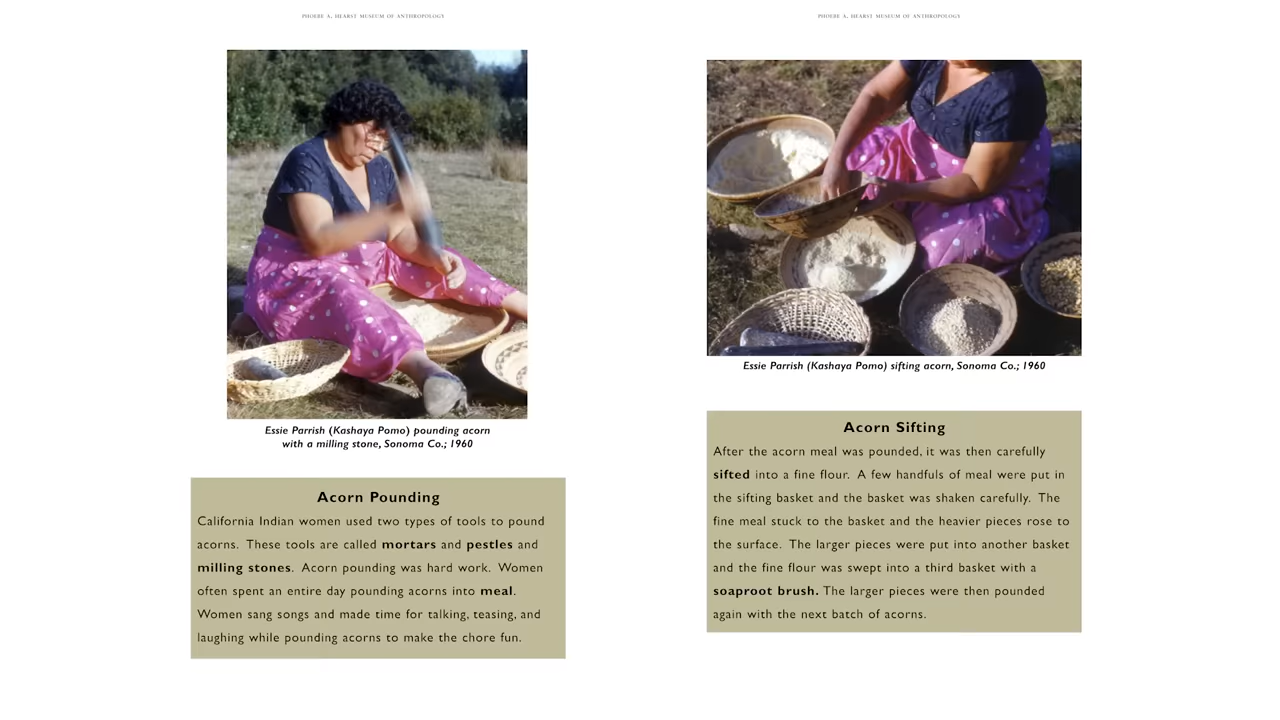 PHOEBE A. HEARST MUSEUM OF ANTHROPOLOGY
Essie Parrish (Kashaya Pomo) pounding acorn
with a milling stone, Sonoma Co.; 1960
Acorn Pounding
California Indian women used two types of tools to pound
acorns. These tools are called mortars and pestles and
milling stones. Acorn pounding was hard work. Women
often spent an entire day pounding acorns into meal.
Women sang songs and made time for talking, teasing, and
laughing while pounding acorns to make the chore fun.
PHOEBE A. HEARST MUSEUM OF ANTHROPOLOGY
Essie Parrish (Kashaya Pomo) sifting acorn, Sonoma Co.; 1960
Acorn Sifting
After the acorn meal was pounded, it was then carefully
sifted into a fine flour. A few handfuls of meal were put in
the sifting basket and the basket was shaken carefully. The
fine meal stuck to the basket and the heavier pieces rose to
the surface. The larger pieces were put into another basket
and the fine flour was swept into a third basket with a
soaproot brush. The larger pieces were then pounded
again with the next batch of acorns.